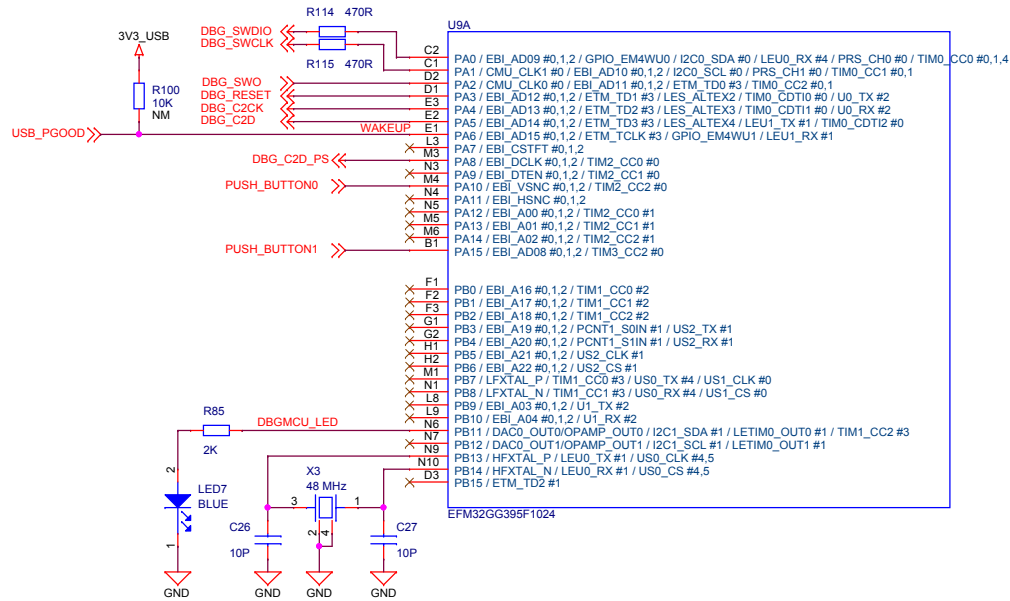 U9A
R114 470R
DBG_SWDIO
DBG_SWCLK
R115 470R
3V3_USB
R100
10K
NM
DBG_SWO
DBG_RESET
DBG_C2CK
DBG_C2D
USB_PGOOD
WAKEUP
DBG_C2D_PS
PUSH_BUTTON0
PUSH_BUTTON1
C2 PA0 / EBI_AD09 #0,1,2 / GPIO_EM4WU0 / I2C0_SDA #0 / LEU0_RX #4 / PRS_CH0 #0 / TIM0_CC0 #0,1,4
C1 PA1 / CMU_CLK1 #0 / EBI_AD10 #0,1,2 / I2C0_SCL #0 / PRS_CH1 #0 / TIM0_CC1 #0,1
D2 PA2 / CMU_CLK0 #0 / EBI_AD11 #0,1,2 / ETM_TD0 #3 / TIM0_CC2 #0,1
D1 PA3 / EBI_AD12 #0,1,2 / ETM_TD1 #3 / LES_ALTEX2 / TIM0_CDTI0 #0 / U0_TX #2
E3 PA4 / EBI_AD13 #0,1,2 / ETM_TD2 #3 / LES_ALTEX3 / TIM0_CDTI1 #0 / U0_RX #2
E2 PA5 / EBI_AD14 #0,1,2 / ETM_TD3 #3 / LES_ALTEX4 / LEU1_TX #1 / TIM0_CDTI2 #0
E1 PA6 / EBI_AD15 #0,1,2 / ETM_TCLK #3 / GPIO_EM4WU1 / LEU1_RX #1
L3 PA7 / EBI_CSTFT #0,1,2
M3 PA8 / EBI_DCLK #0,1,2 / TIM2_CC0 #0
N3 PA9 / EBI_DTEN #0,1,2 / TIM2_CC1 #0
M4 PA10 / EBI_VSNC #0,1,2 / TIM2_CC2 #0
N4 PA11 / EBI_HSNC #0,1,2
N5 PA12 / EBI_A00 #0,1,2 / TIM2_CC0 #1
M5 PA13 / EBI_A01 #0,1,2 / TIM2_CC1 #1
M6 PA14 / EBI_A02 #0,1,2 / TIM2_CC2 #1
B1 PA15 / EBI_AD08 #0,1,2 / TIM3_CC2 #0
F1 PB0 / EBI_A16 #0,1,2 / TIM1_CC0 #2
F2 PB1 / EBI_A17 #0,1,2 / TIM1_CC1 #2
F3 PB2 / EBI_A18 #0,1,2 / TIM1_CC2 #2
G1 PB3 / EBI_A19 #0,1,2 / PCNT1_S0IN #1 / US2_TX #1
G2 PB4 / EBI_A20 #0,1,2 / PCNT1_S1IN #1 / US2_RX #1
H1 PB5 / EBI_A21 #0,1,2 / US2_CLK #1
H2 PB6 / EBI_A22 #0,1,2 / US2_CS #1
M1 PB7 / LFXTAL_P / TIM1_CC0 #3 / US0_TX #4 / US1_CLK #0
N1 PB8 / LFXTAL_N / TIM1_CC1 #3 / US0_RX #4 / US1_CS #0
L8 PB9 / EBI_A03 #0,1,2 / U1_TX #2
L9 PB10 / EBI_A04 #0,1,2 / U1_RX #2
N6 PB11 / DAC0_OUT0/OPAMP_OUT0 / I2C1_SDA #1 / LETIM0_OUT0 #1 / TIM1_CC2 #3
N7 PB12 / DAC0_OUT1/OPAMP_OUT1 / I2C1_SCL #1 / LETIM0_OUT1 #1
N9 PB13 / HFXTAL_P / LEU0_TX #1 / US0_CLK #4,5
N10 PB14 / HFXTAL_N / LEU0_RX #1 / US0_CS #4,5
D3 PB15 / ETM_TD2 #1
EFM32GG395F1024
R85
2K
DBGMCU_LED
2
LED7
BLUE
1
X3
48 MHz
3
1
2
4
C26
10P
C27
10P
GND
GND
GND
GND